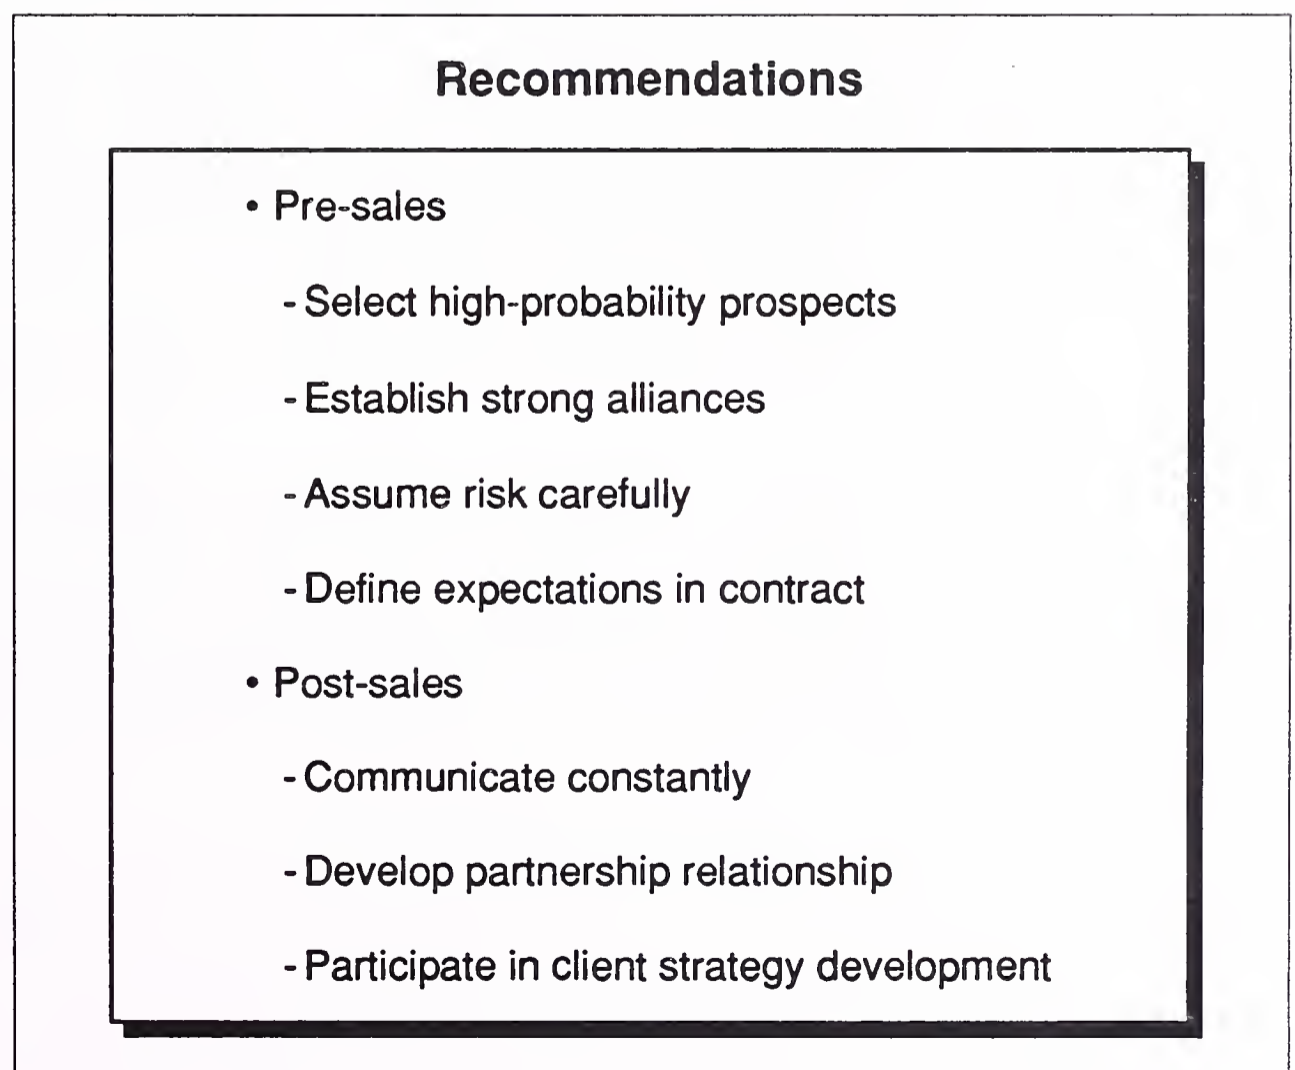 Recommendations
• Pre-sales
- Select high-probability prospects
- Establish strong alliances
- Assume risk carefully
- Define expectations in contract
• Post-sales
- Communicate constantly
- Develop partnership relationship
- Participate in client strategy development